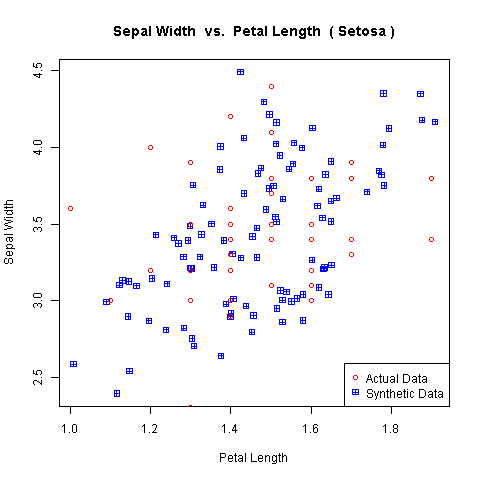 Sepal Width vs. Petal Length ( Setosa )
Sepal Width
4.5
4.0
3.5
3.0
2.5
1.0 1.2 1.4 1.6 1.8
Petal Length
Actual Data
Synthetic Data